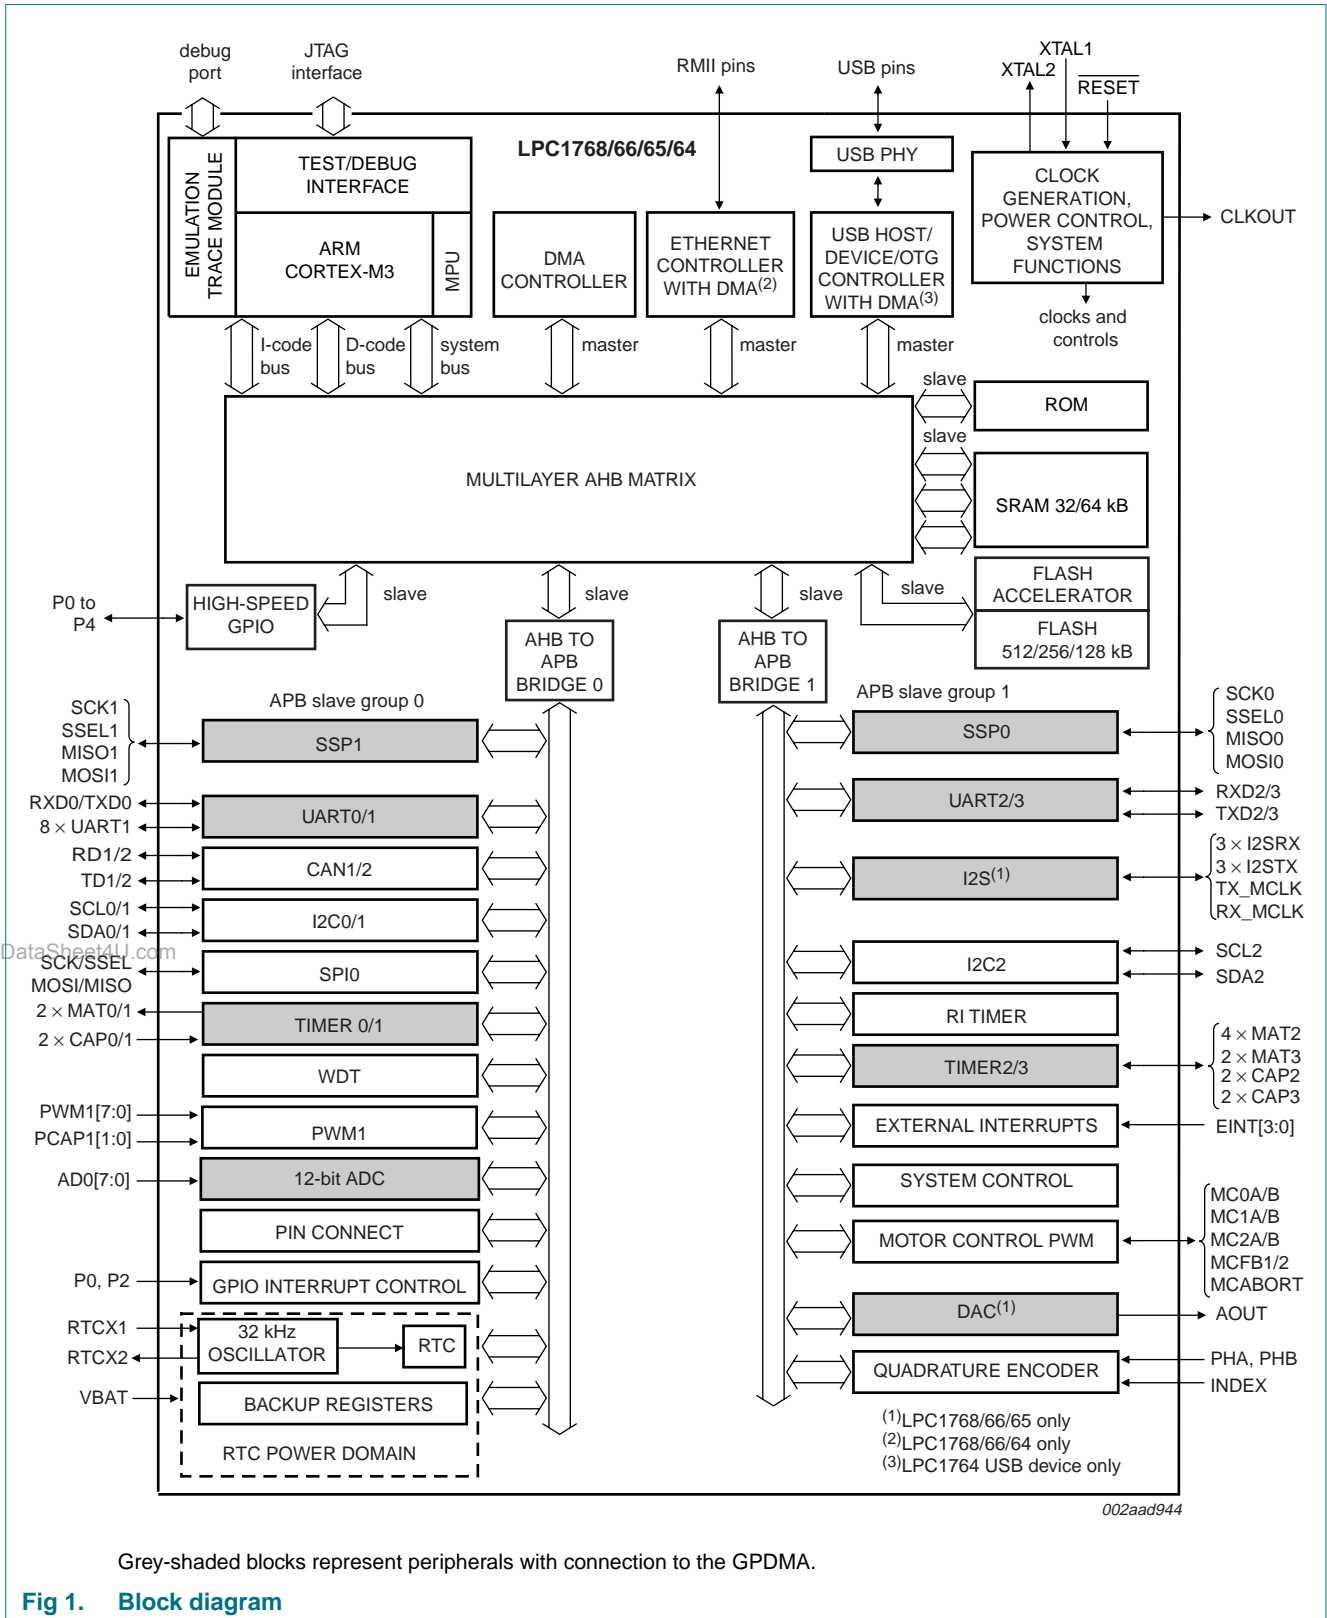 debug
port
JTAG
interface
RMII pins
USB pins
XTAL1
XTAL2
RESET
LPC1768/66/65/64
EMULATION
TRACE MODULE
TEST/DEBUG
INTERFACE
ARM
CORTEX-M3
MPU
DMA
CONTROLLER
ETHERNET
CONTROLLER
WITH DMA(2)
USB PHY
USB HOST/
DEVICE/OTG
CONTROLLER
WITH DMA(3)
CLOCK
GENERATION,
POWER CONTROL,
SYSTEM
FUNCTIONS
CLKOUT
clocks and
controls
I-code
bus
D-code
bus
system
bus
master
master
master
slave
ROM
slave
SRAM 32/64 kB
MULTILAYER AHB MATRIX
P0 to
P4
HIGH-SPEED
GPIO
slave
slave
slave
slave
FLASH
ACCELERATOR
FLASH
512/256/128 kB
AHB TO
APB
BRIDGE 0
AHB TO
APB
BRIDGE 1
APB slave group 0
SCK1
SSEL1
MISO1
MOSI1
SSP1
RXD0/TXD0
8 × UART1
UART0/1
RD1/2
TD1/2
CAN1/2
SCL0/1
SDA0/1
I2C0/1
DataSheet4U.com
SCK/SSEL
MOSI/MISO
SPI0
2 × MAT0/1
2 × CAP0/1
TIMER 0/1
WDT
PWM1[7:0]
PCAP1[1:0]
PWM1
AD0[7:0]
12-bit ADC
PIN CONNECT
P0, P2
GPIO INTERRUPT CONTROL
RTCX1
RTCX2
32 kHz
OSCILLATOR
RTC
VBAT
BACKUP REGISTERS
RTC POWER DOMAIN
APB slave group 1
SSP0
SCK0
SSEL0
MISO0
MOSI0
UART2/3
RXD2/3
TXD2/3
I2S(1)
3 × I2SRX
3 × I2STX
TX_MCLK
RX_MCLK
I2C2
SCL2
SDA2
RI TIMER
TIMER2/3
4 × MAT2
2 × MAT3
2 × CAP2
2 × CAP3
EXTERNAL INTERRUPTS
EINT[3:0]
SYSTEM CONTROL
MOTOR CONTROL PWM
MC0A/B
MC1A/B
MC2A/B
MCFB1/2
MCABORT
DAC(1)
AOUT
QUADRATURE ENCODER
PHA, PHB
INDEX
(1)LPC1768/66/65 only
(2)LPC1768/66/64 only
(3)LPC1764 USB device only
002aad944
Grey-shaded blocks represent peripherals with connection to the GPDMA.
Fig 1. Block diagram